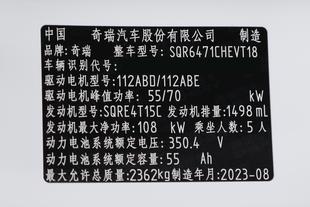 中国 奇瑞汽车股份有限公司 制造
品牌:奇瑞 整车型号:SQR6471CHEVT18
车辆识别代号:
驱动电机型号:112ABD/112ABE
驱动电机峰值功率: 55/70 kW
发动机型号:SQRE4T15C 发动机排量:1498 mL
发动机最大净功率:108 kW 乘坐人数:5 人
动力电池系统额定电压:350.4 V
动力电池系统额定容量:55 Ah
最大允许总质量:2362kg 制造年月:2023-08